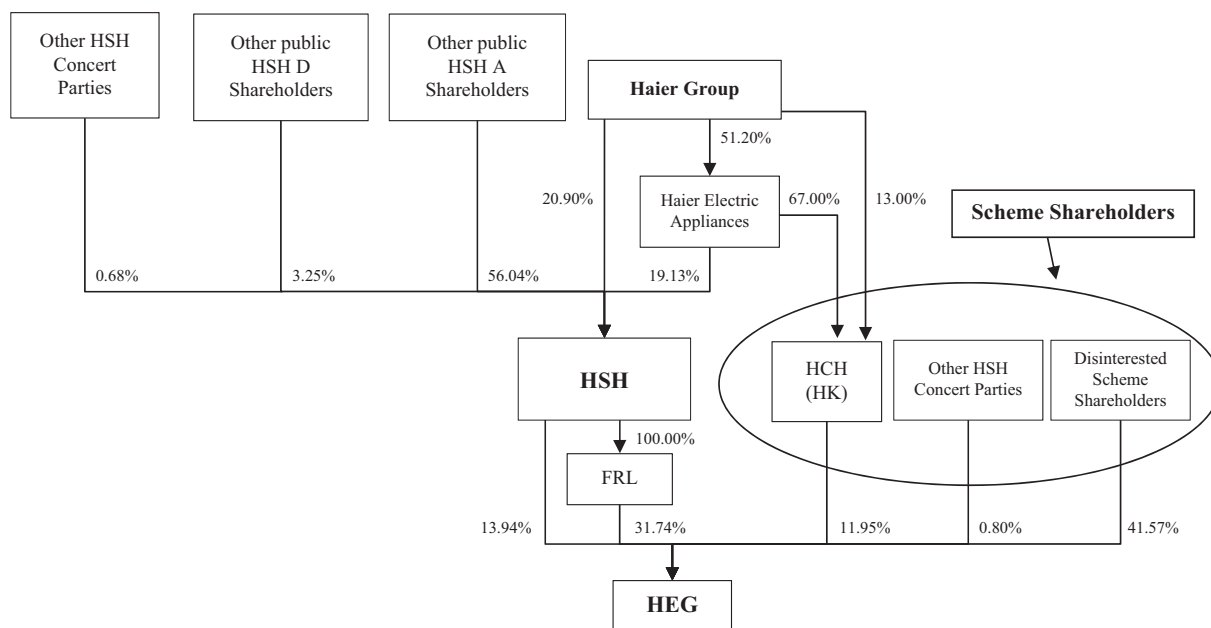 Other HSH
Concert
Parties
Other public
HSH D
Shareholders
Other public
HSH A
Shareholders
Haier Group
51.20%
Haier Electric
Appliances
20.90%
67.00%
13.00%
Scheme Shareholders
0.68%
3.25%
56.04%
19.13%
HSH
HCH
(HK)
Other HSH
Concert Parties
Disinterested
Scheme
Shareholders
100.00%
FRL
13.94%
31.74%
11.95%
0.80%
41.57%
HEG